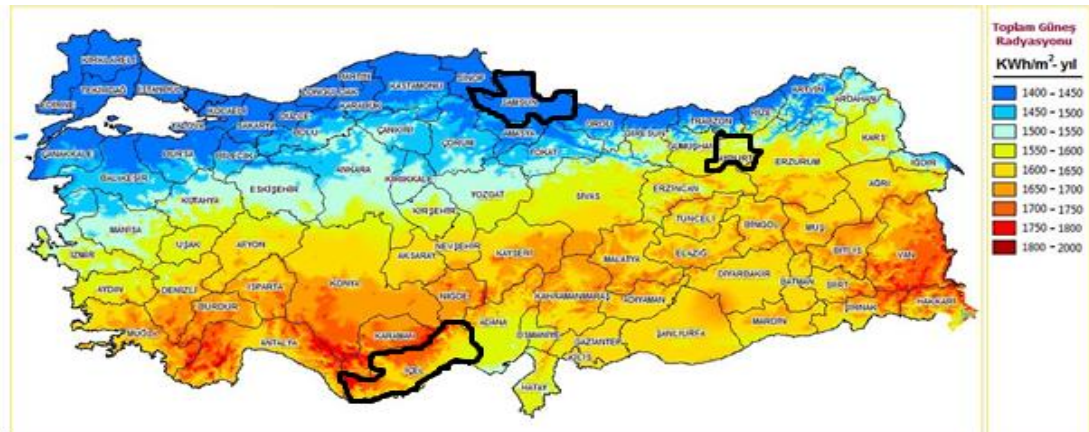 Toplam Güneş
Radyasyonu
KWh/m²- yıl
1400 - 1450
1450 - 1500
1500 - 1550
1550 - 1600
1600 - 1650
1650 - 1700
1700 - 1750
1750 - 1800
1800 - 2000
KIRKLARELİ
TEKİRDAĞ
İSTANBUL
EDİRNE
KOCAELİ
YALOVA
SAKARYA
DÜZCE
BOLU
ZONGULDAK
BARTIN
KARABÜK
KASTAMONU
SİNOP
SAMSUN
ÇANKIRI
ÇORUM
AMASYA
TOKAT
ORDU
GİRESUN
TRABZON
RİZE
ARTVİN
ARDAHAN
KARS
IĞDIR
GÜMÜŞHANE
BAYBURT
ERZURUM
AĞRI
ÇANAKKALE
BURSA
BİLECİK
BALIKESİR
KÜTAHYA
ESKİŞEHİR
ANKARA
KIRIKKALE
KIRŞEHİR
YOZGAT
SİVAS
ERZİNCAN
TUNCELİ
BİNGÖL
MUŞ
BİTLİS
VAN
MANİSA
İZMİR
UŞAK
AFYON
AKSARAY
NEVŞEHİR
KAYSERİ
MALATYA
ELAZIĞ
DİYARBAKIR
BATMAN
SİİRT
ŞIRNAK
HAKKARİ
AYDIN
DENİZLİ
ISPARTA
BURDUR
KONYA
NİĞDE
KAHRAMANMARAŞ
ADIYAMAN
MARDİN
ŞANLIURFA
MUĞLA
ANTALYA
KARAMAN
İÇEL
ADANA
OSMANİYE
GAZİANTEP
KİLİS
HATAY